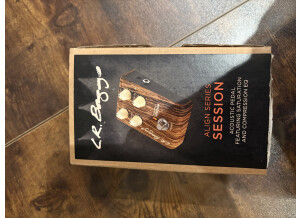 L.R. Baggs
ALIGN SERIES
SESSION
ACOUSTIC PEDAL
FEATURING SATURATION
AND COMPRESSION EQ